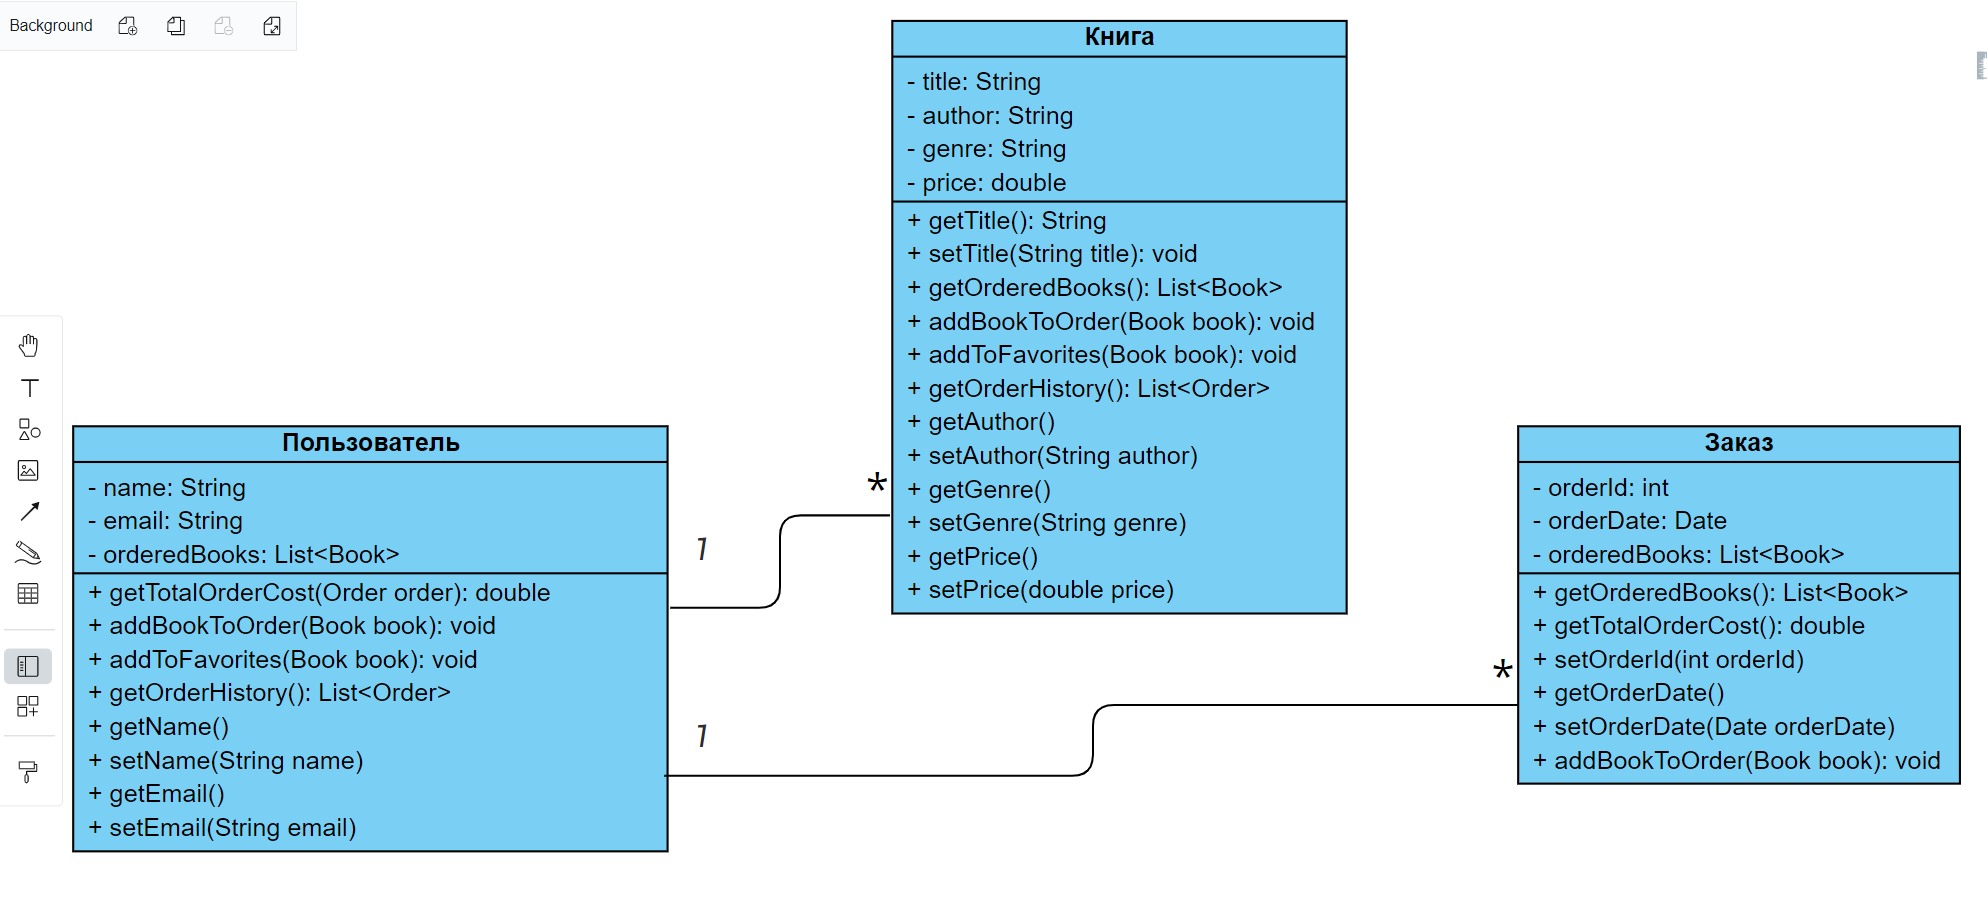 Background
Книга
- title: String
- author: String
- genre: String
- price: double
+ getTitle(): String
+ setTitle(String title): void
+ getOrderedBooks(): List<Book>
+ addBookToOrder(Book book): void
+ addToFavorites(Book book): void
+ getOrderHistory(): List<Order>
+ getAuthor()
+ setAuthor(String author)
+ getGenre()
+ setGenre(String genre)
+ getPrice()
+ setPrice(double price)
Пользователь
- name: String
- email: String
- orderedBooks: List<Book>
+ getTotalOrderCost(Order order): double
+ addBookToOrder(Book book): void
+ addToFavorites(Book book): void
+ getOrderHistory(): List<Order>
+ getName()
+ setName(String name)
+ getEmail()
+ setEmail(String email)
1
*
1
*
Заказ
- orderId: int
- orderDate: Date
- orderedBooks: List<Book>
+ getOrderedBooks(): List<Book>
+ getTotalOrderCost(): double
+ setOrderId(int orderId)
+ getOrderDate()
+ setOrderDate(Date orderDate)
+ addBookToOrder(Book book): void